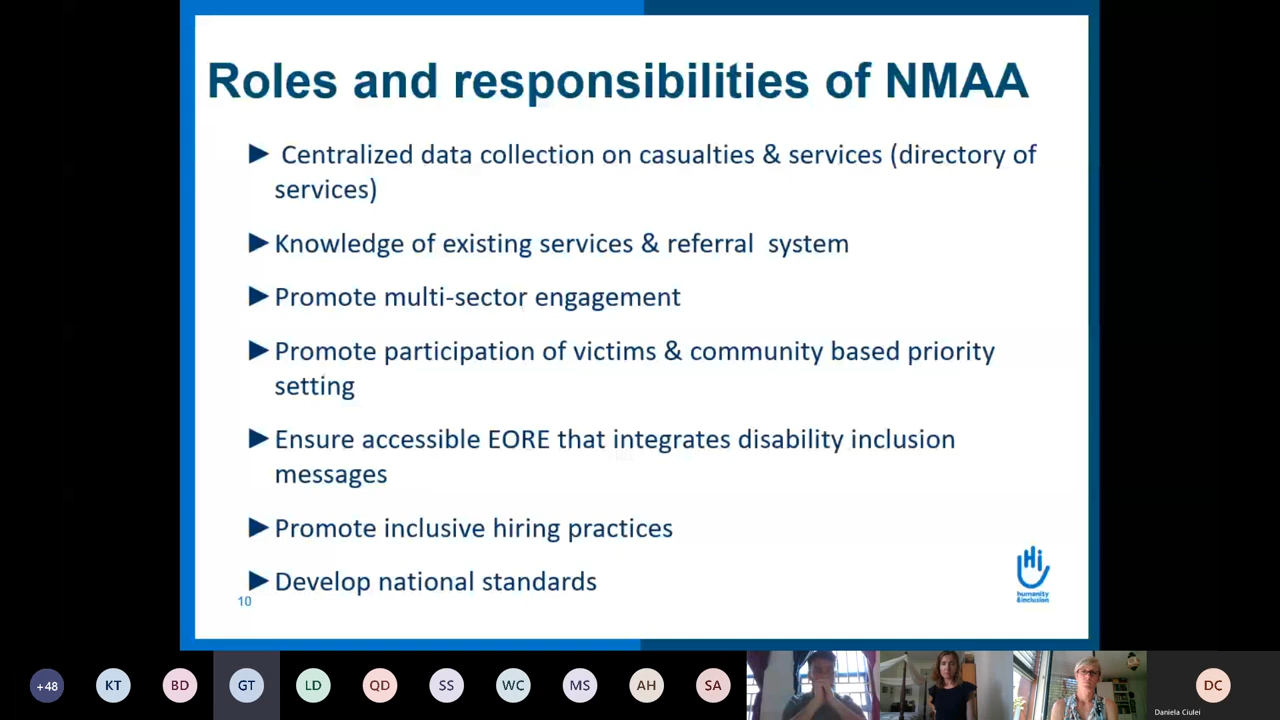 Roles and responsibilities of NMAA
► Centralized data collection on casualties & services (directory of
services)
►Knowledge of existing services & referral system
►Promote multi-sector engagement
►Promote participation of victims & community based priority
setting
►Ensure accessible EORE that integrates disability inclusion
messages
►Promote inclusive hiring practices
►Develop national standards
10
Hi
humanity
&inclusion
+48 KT BD GT LD QD SS WC MS AH SA DC
Daniela Ciulei